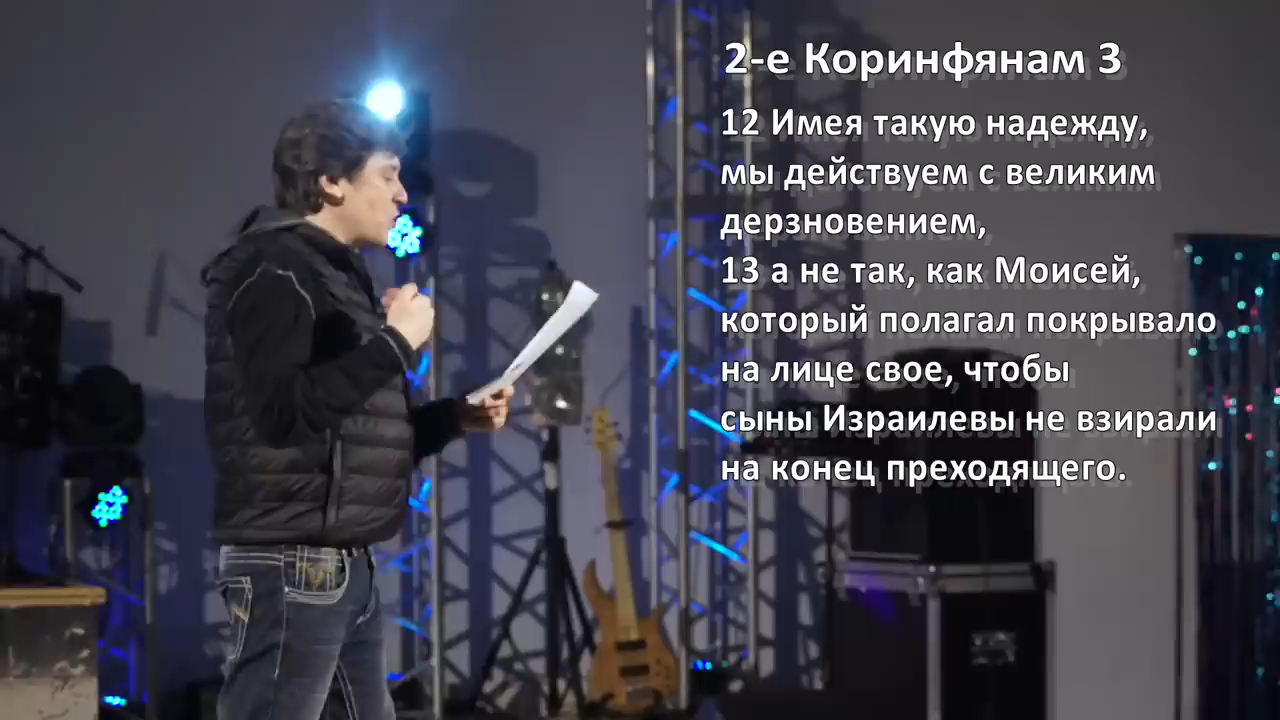 2-е Коринфянам 3
12 Имея такую надежду,
мы действуем с великим
дерзновением,
13 а не так, как Моисей,
который полагал покрывало
на лице свое, чтобы
сыны Израилевы не взирали
на конец преходящего.